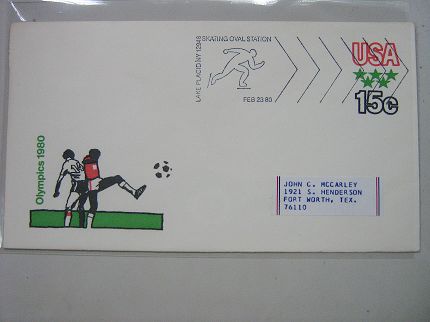 SKATING OVAL STATION
LAKE PLACID NY 12946
FEB 23 80
USA
15c
Olympics 1980
JOHN C. MCCARLEY
1921 S. HENDERSON
FORT WORTH, TEX.
76110